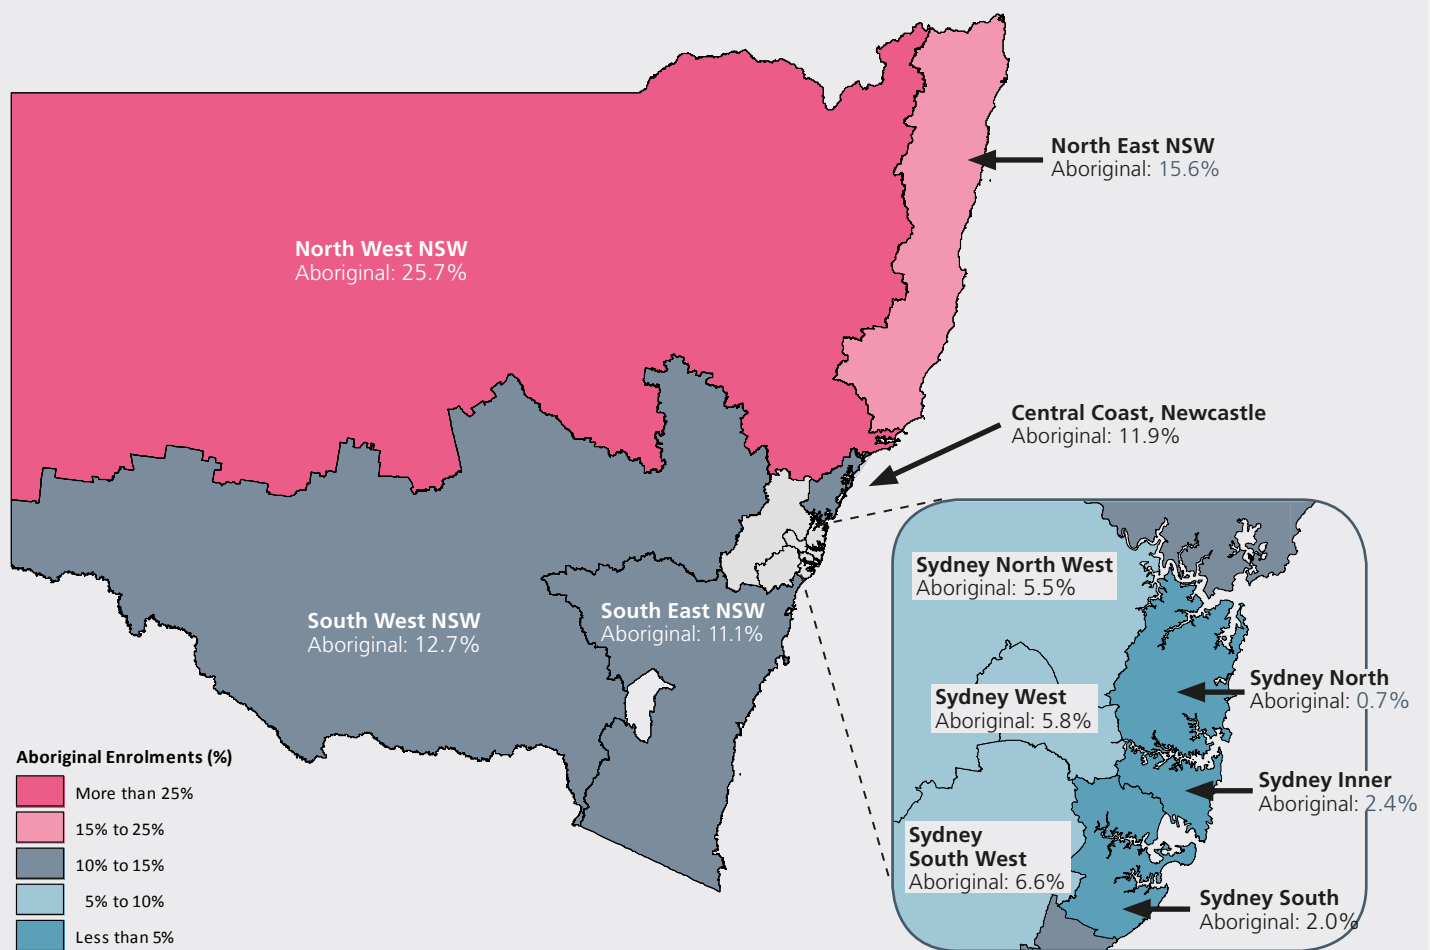 North East NSW
Aboriginal: 15.6%
North West NSW
Aboriginal: 25.7%
Central Coast, Newcastle
Aboriginal: 11.9%
South West NSW
Aboriginal: 12.7%
South East NSW
Aboriginal: 11.1%
Sydney North West
Aboriginal: 5.5%
Sydney West
Aboriginal: 5.8%
Sydney North
Aboriginal: 0.7%
Sydney Inner
Aboriginal: 2.4%
Sydney
South West
Aboriginal: 6.6%
Sydney South
Aboriginal: 2.0%
Aboriginal Enrolments (%)
More than 25%
15% to 25%
10% to 15%
5% to 10%
Less than 5%